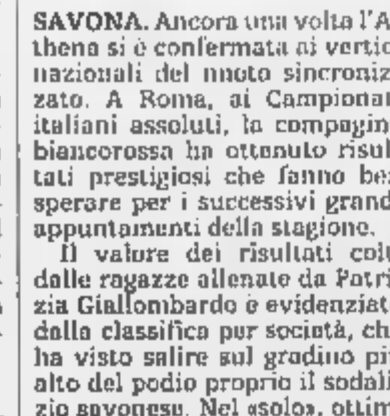 SAVONA. Ancora una volta l'A
thena si è confermata ai vertic
nazionali del nuoto sincroniz
zato. A Roma, ai Campionat
italiani assoluti, la compagin
biancorossa ha ottenuto risul
tati prestigiosi che fanno be
sperare per i successivi grand
appuntamenti della stagione.
Il valore dei risultati colt
dalle ragazze allenate da Patri
zia Giallombardo è evidenziat
dalla classifica per società, ch
ha visto salire sul gradino pi
alto del podio proprio il sodali
zio savonese. Nel «solo», ottim